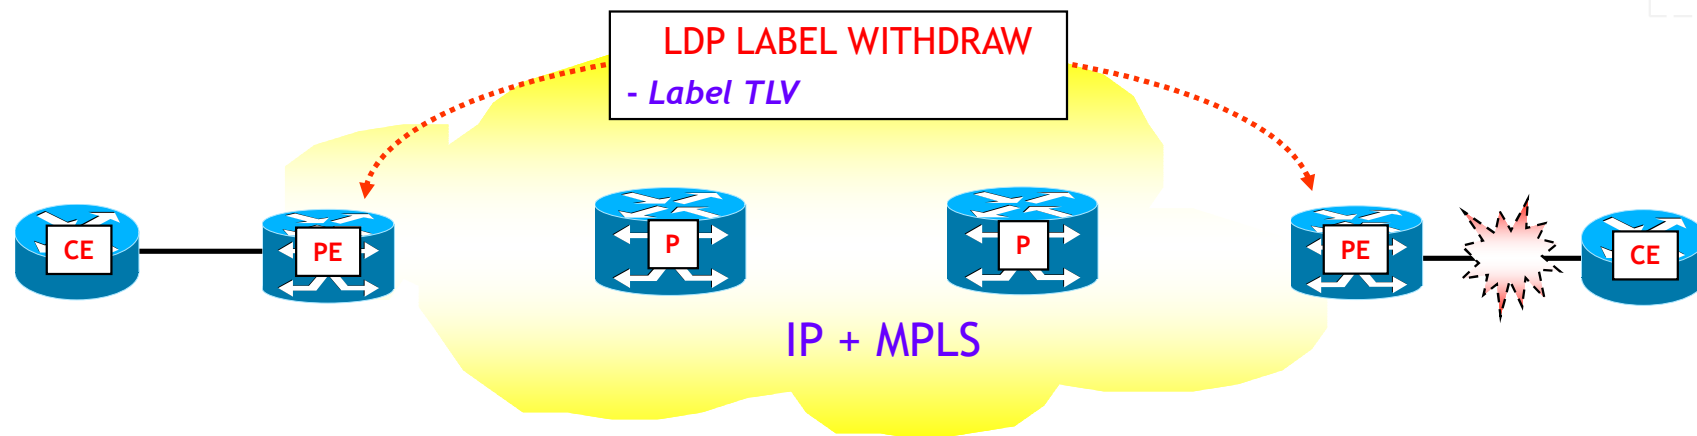 LDP LABEL WITHDRAW
- Label TLV
CE
PE
P
P
PE
CE
IP + MPLS